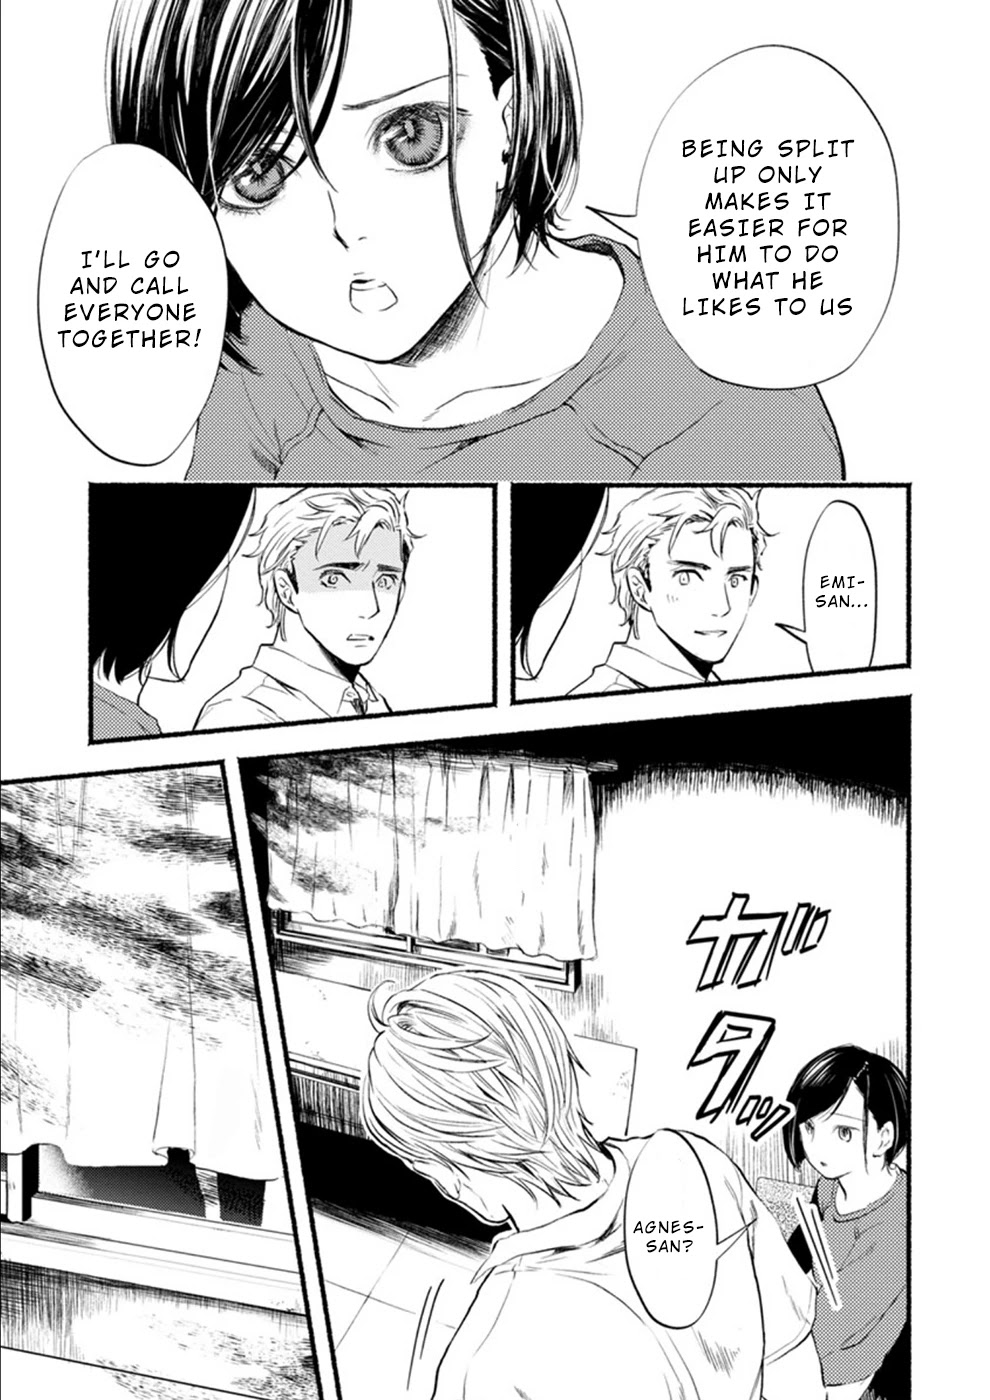 BEING SPLIT
UP ONLY
MAKES IT
EASIER FOR
HIM TO DO
WHAT HE
LIKES TO US
I'LL GO
AND CALL
EVERYONE
TOGETHER!
EMI-
SAN...
ガ
タ
AGNES-
SAN?